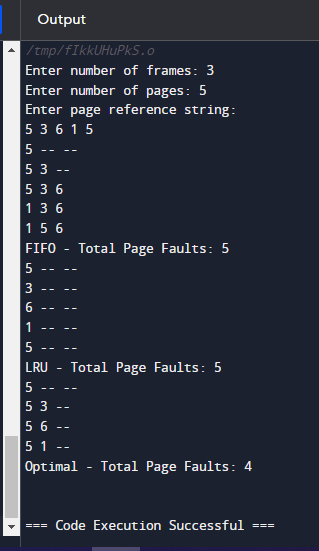 Output
/tmp/fIkkUHuPkS.o
Enter number of frames: 3
Enter number of pages: 5
Enter page reference string:
5 3 6 1 5
5 -- --
5 3 --
5 3 6
1 3 6
1 5 6
FIFO - Total Page Faults: 5
5 -- --
3 -- --
6 -- --
1 -- --
5 -- --
LRU - Total Page Faults: 5
5 -- --
5 3 --
5 6 --
5 1 --
Optimal - Total Page Faults: 4
=== Code Execution Successful ===